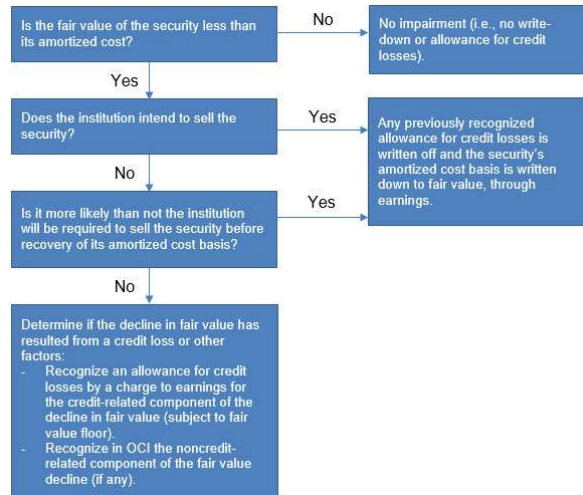 Is the fair value of the security less than
its amortized cost?
No
No impairment (i.e., no write-
down or allowance for credit
losses).
Yes
Does the institution intend to sell the
security?
Yes
Any previously recognized
allowance for credit losses is
written off and the security's
amortized cost basis is written
down to fair value, through
earnings.
No
Is it more likely than not the institution
will be required to sell the security before
recovery of its amortized cost basis?
Yes
No
Determine if the decline in fair value has
resulted from a credit loss or other
factors:
- Recognize an allowance for credit
losses by a charge to earnings for
the credit-related component of the
decline in fair value (subject to fair
value floor).
- Recognize in OCI the noncredit-
related component of the fair value
decline (if any).